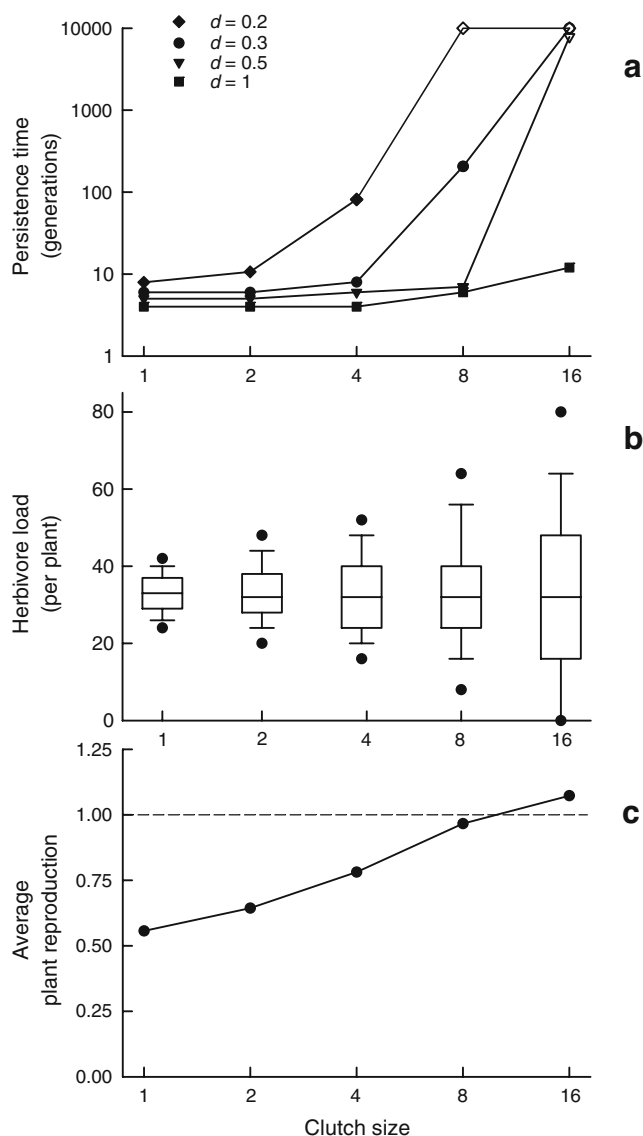 d = 0.2
d = 0.3
d = 0.5
d = 1
a
10000
1000
100
10
1
Persistence time
(generations)
1 2 4 8 16
b
80
60
40
20
0
Herbivore load
(per plant)
1 2 4 8 16
c
1.25
1.00
0.75
0.50
0.25
0.00
Average
plant reproduction
1 2 4 8 16
Clutch size